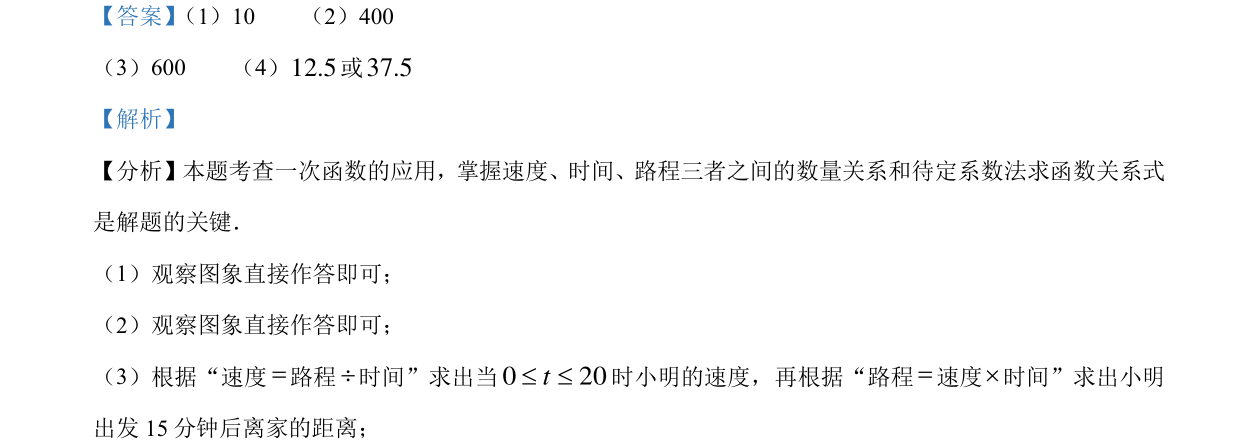 【答案】(1)10 (2)400
(3)600 (4)12.5或37.5
【解析】
【分析】本题考查一次函数的应用,掌握速度、时间、路程三者之间的数量关系和待定系数法求函数关系式
是解题的关键.
(1)观察图象直接作答即可;
(2)观察图象直接作答即可;
(3)根据“速度=路程÷时间”求出当0≤t≤20时小明的速度,再根据“路程=速度×时间”求出小明
出发15分钟后离家的距离;